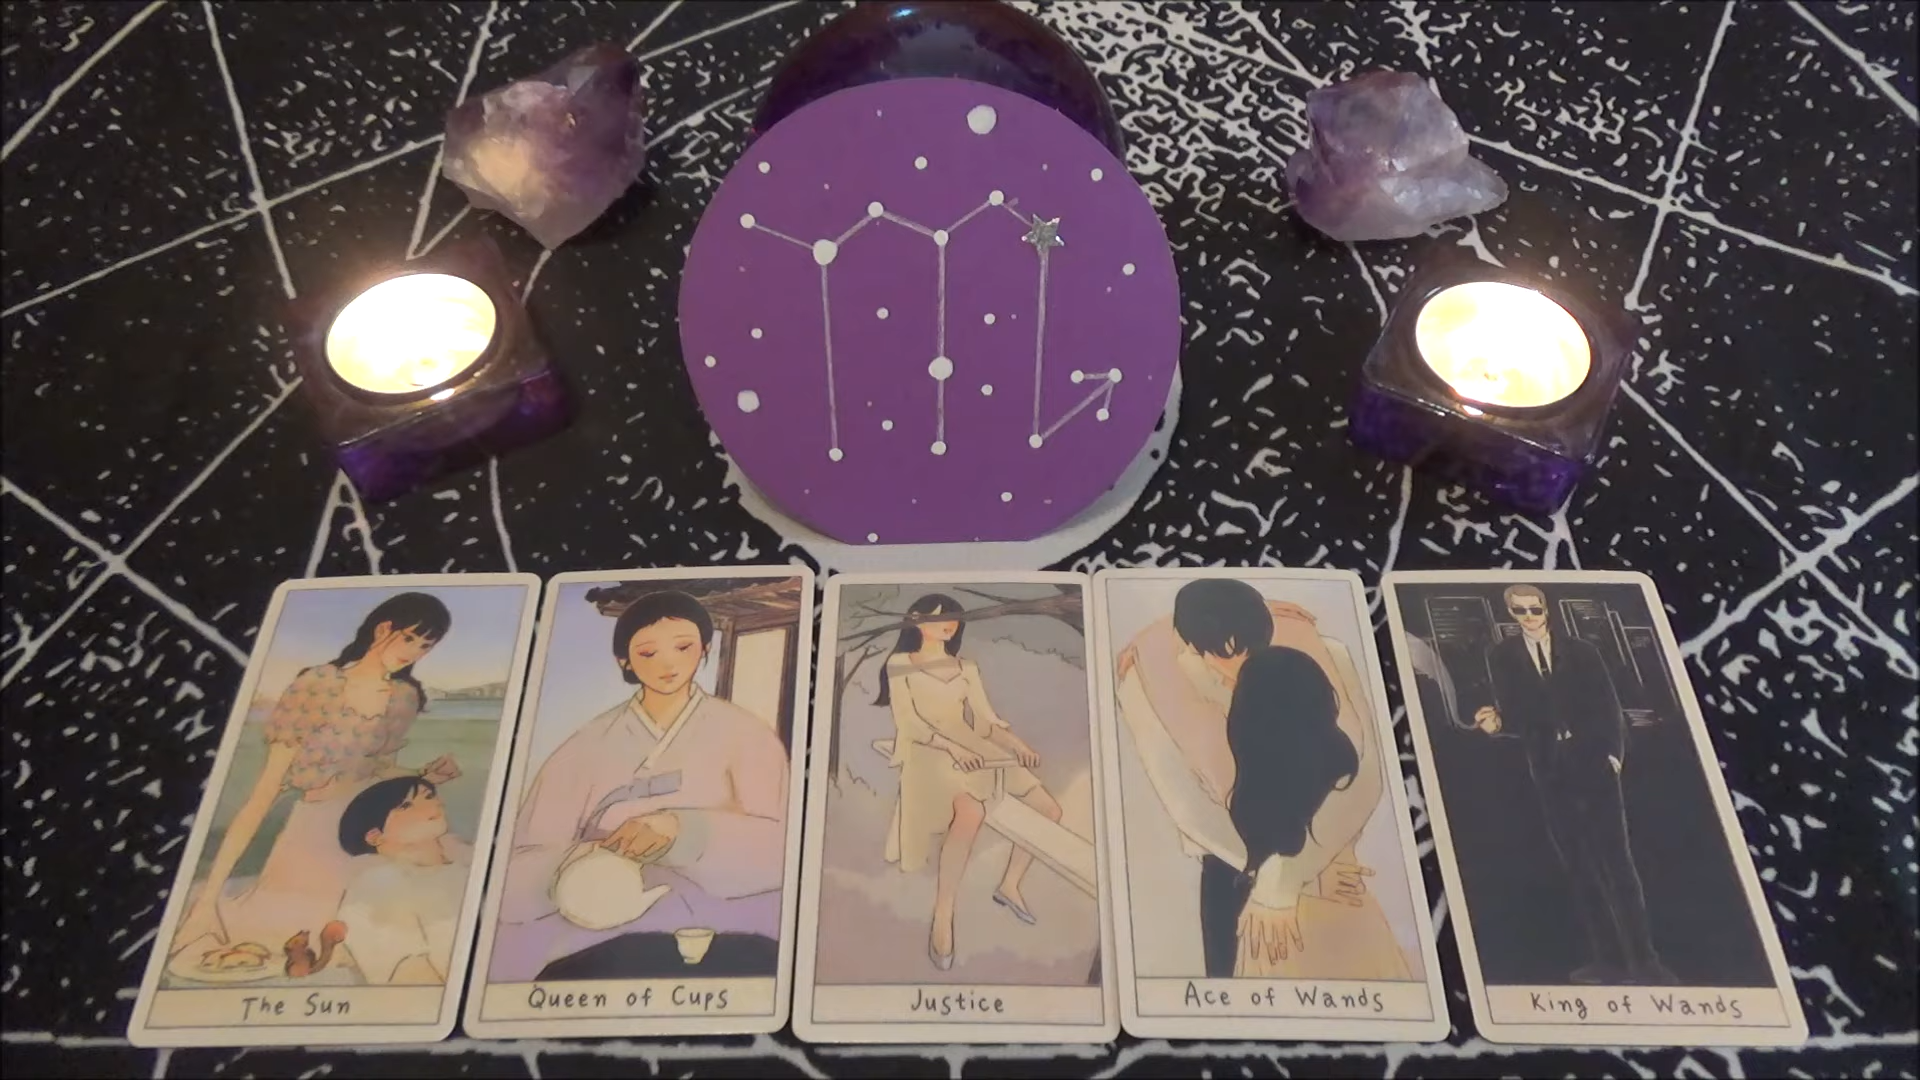 The Sun
Queen of Cups
Justice
Ace of Wands
King of Wands